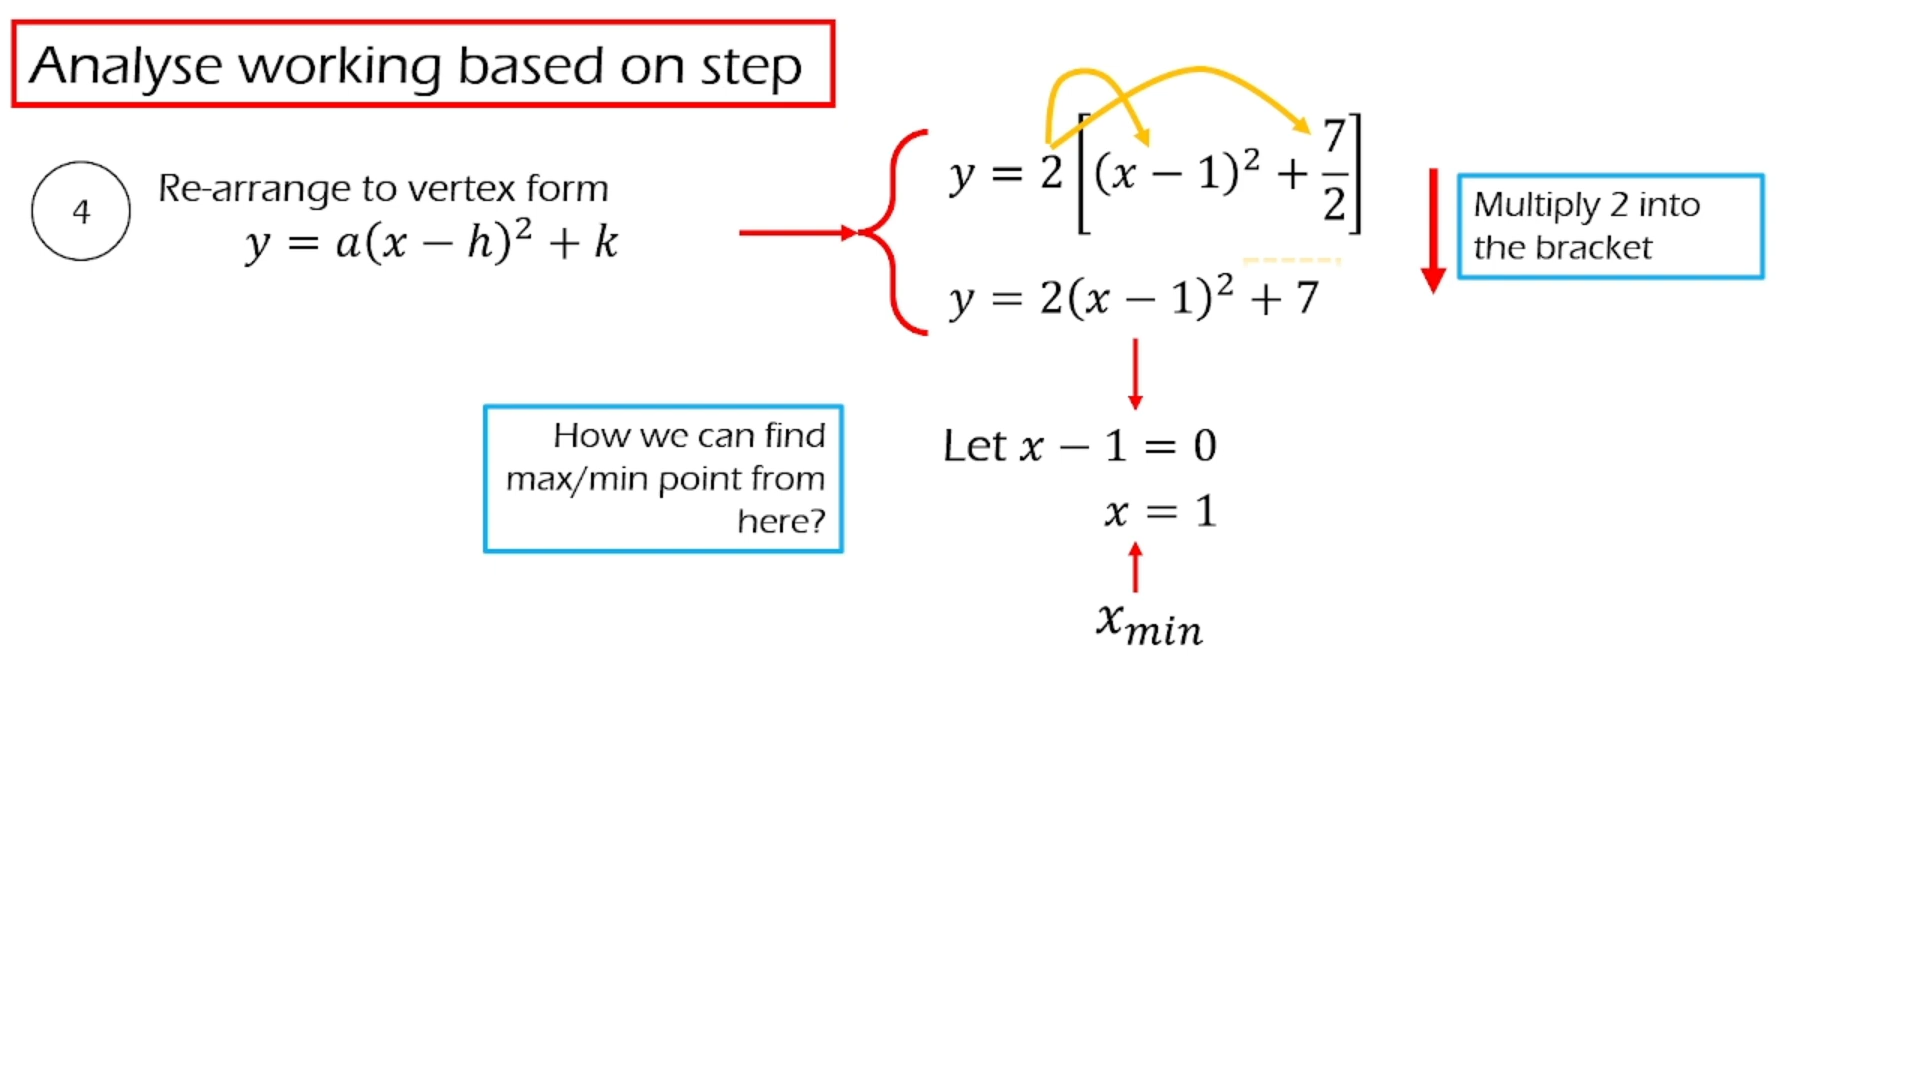 Analyse working based on step
4
Re-arrange to vertex form
y = a(x − h)² + k
y = 2[(x − 1)² + 7/2]
y = 2(x − 1)² + 7
Multiply 2 into
the bracket
How we can find
max/min point from
here?
Let x − 1 = 0
x = 1
xₘᵢₙ